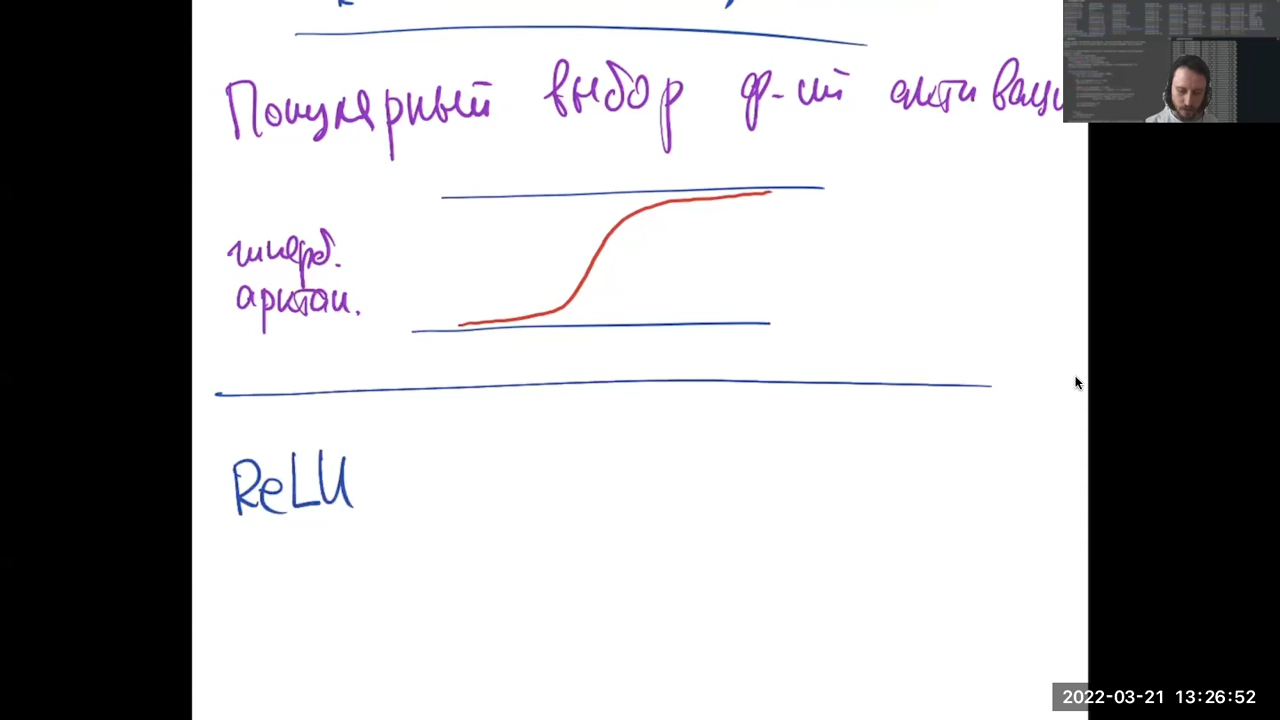 Популярный выбор ф-ий активаци
гиперб.
арктан.
ReLU
2022-03-21 13:26:52